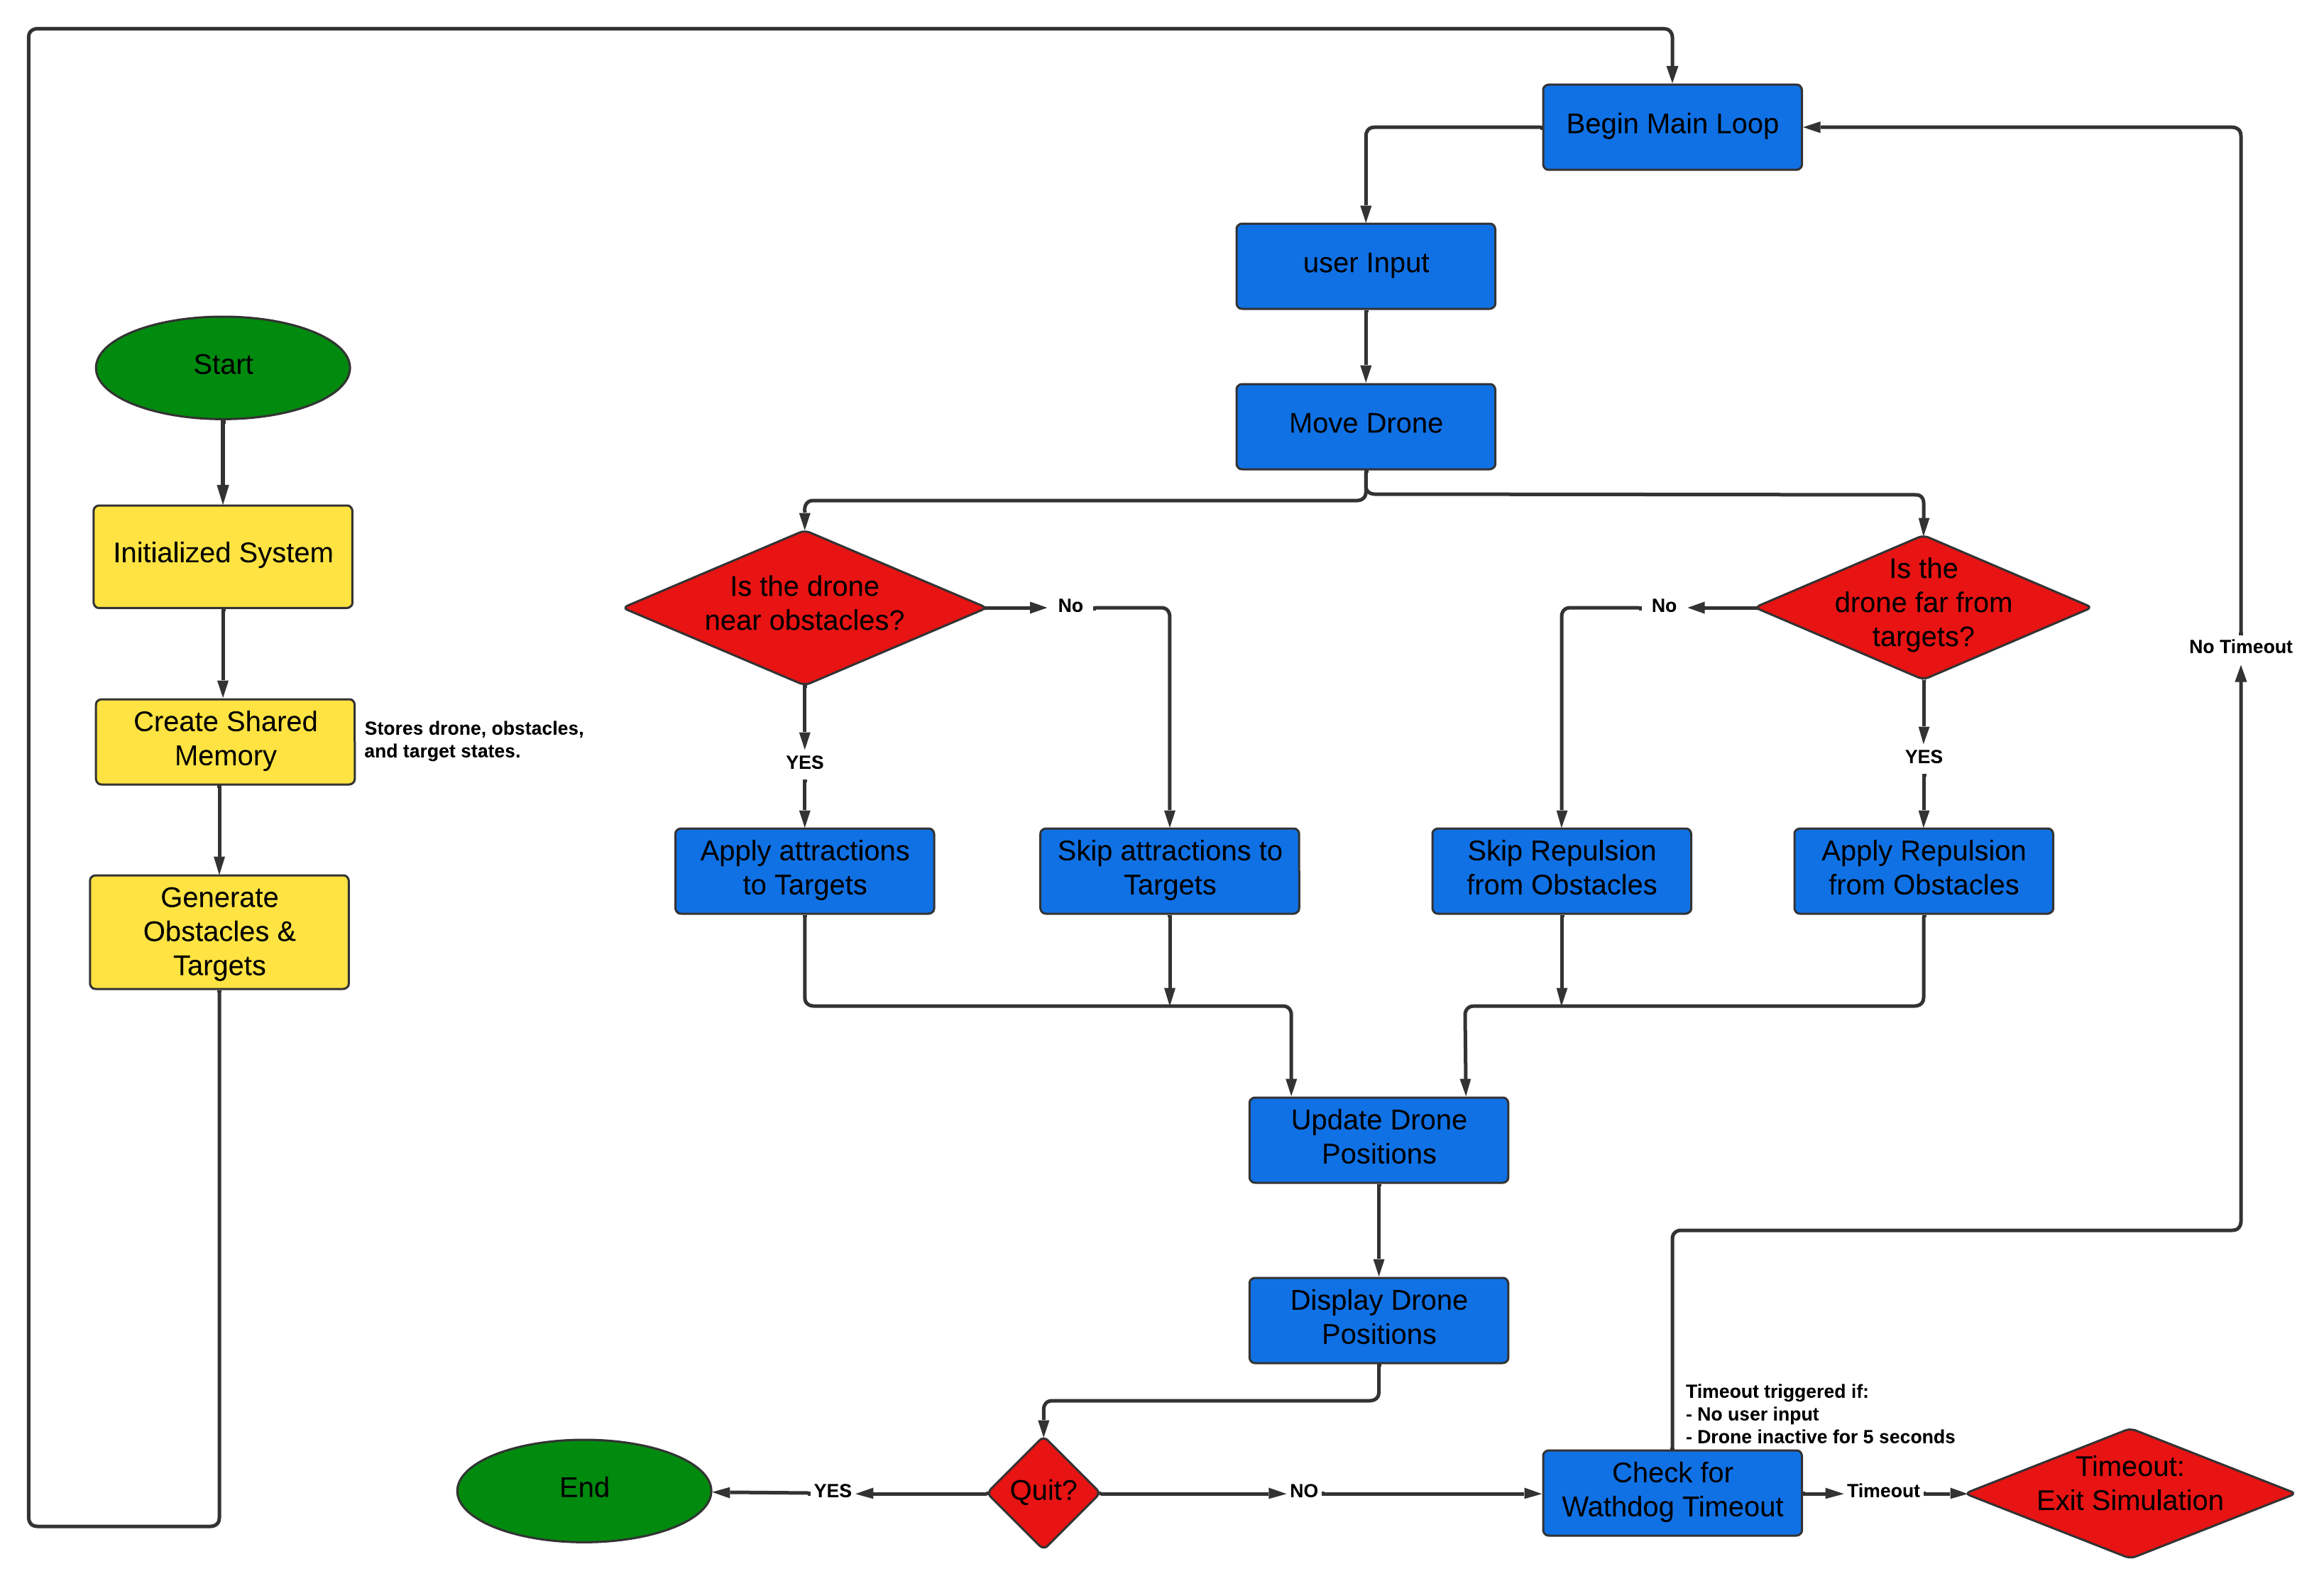 Begin Main Loop
user Input
Start
Move Drone
Initialized System
Is the drone
near obstacles?
No
No
Is the
drone far from
targets?
No Timeout
Create Shared
Memory
Stores drone, obstacles,
and target states.
YES
YES
Apply attractions
to Targets
Skip attractions to
Targets
Skip Repulsion
from Obstacles
Apply Repulsion
from Obstacles
Generate
Obstacles &
Targets
Update Drone
Positions
Display Drone
Positions
Timeout triggered if:
- No user input
- Drone inactive for 5 seconds
End
YES
Quit?
NO
Check for
Wathdog Timeout
Timeout
Timeout:
Exit Simulation